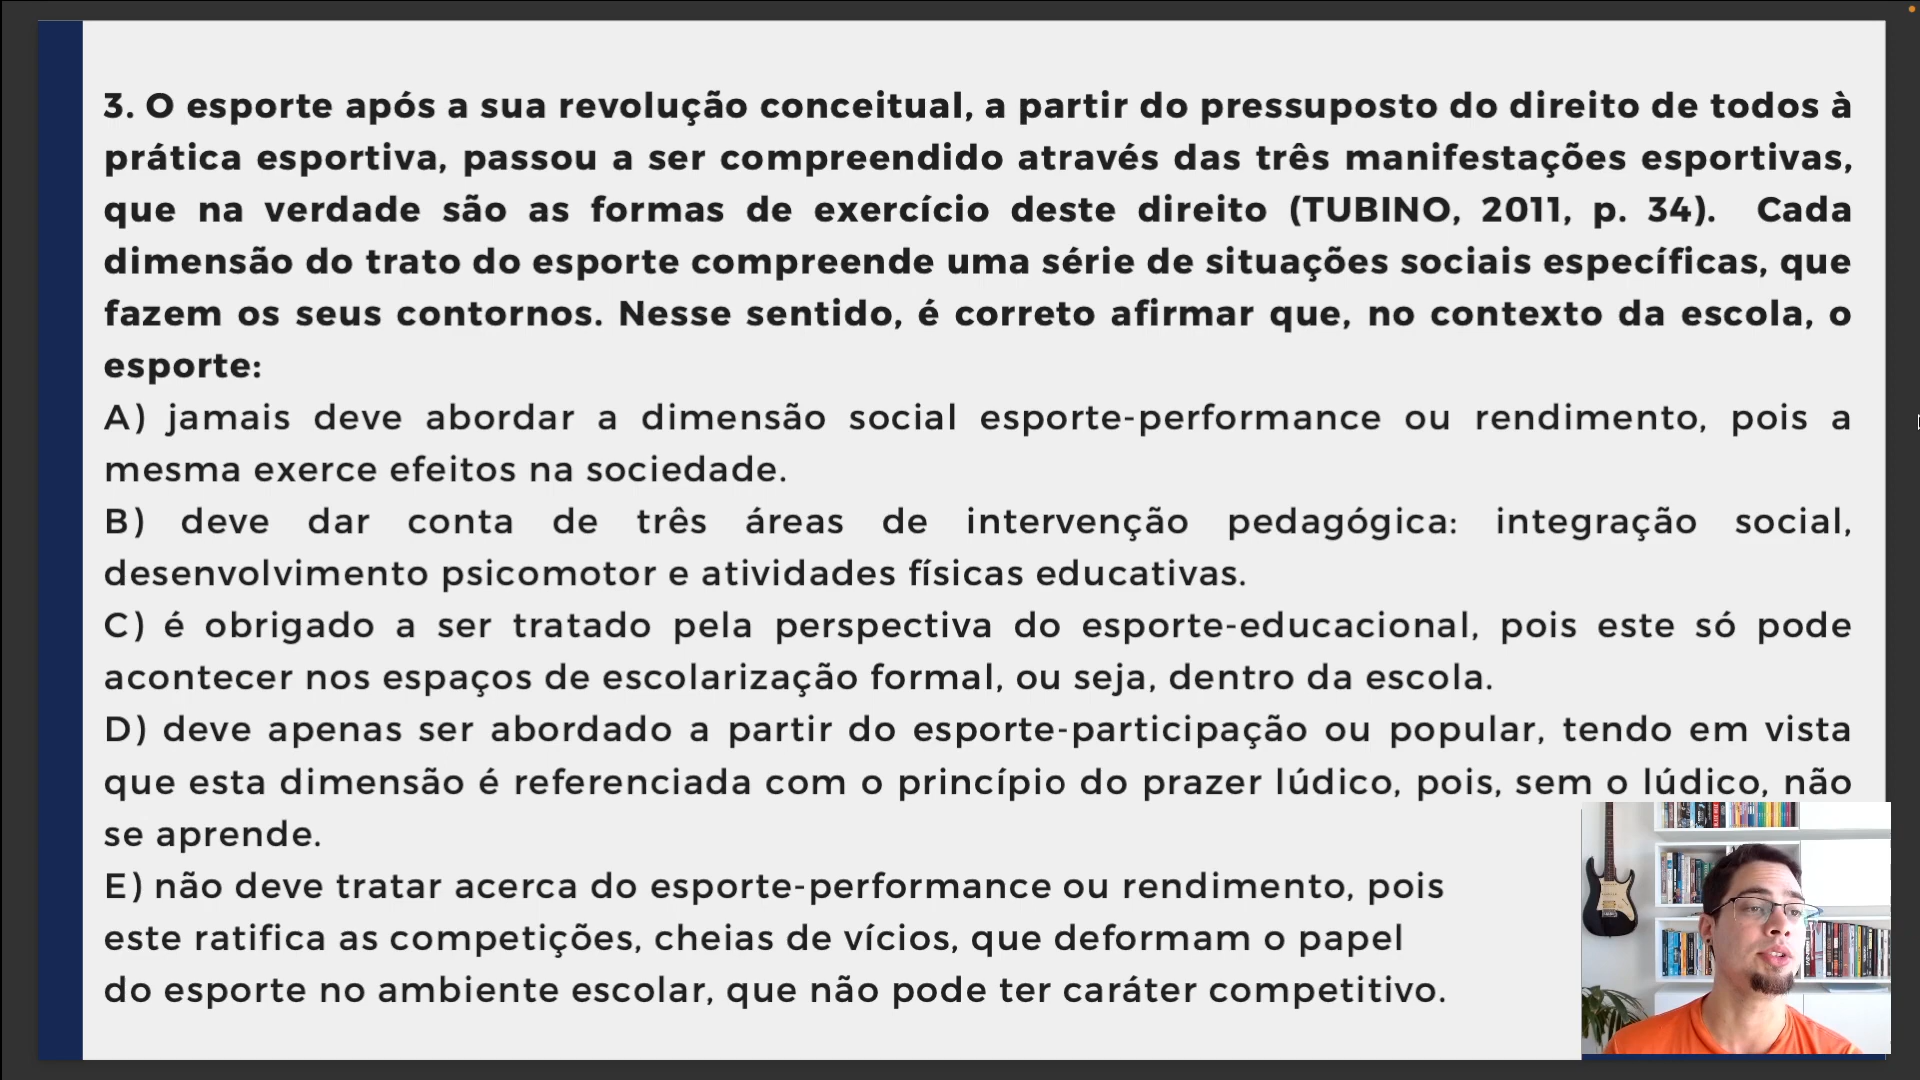 3. O esporte após a sua revolução conceitual, a partir do pressuposto do direito de todos à
prática esportiva, passou a ser compreendido através das três manifestações esportivas,
que na verdade são as formas de exercício deste direito (TUBINO, 2011, p. 34). Cada
dimensão do trato do esporte compreende uma série de situações sociais específicas, que
fazem os seus contornos. Nesse sentido, é correto afirmar que, no contexto da escola, o
esporte:
A) jamais deve abordar a dimensão social esporte-performance ou rendimento, pois a
mesma exerce efeitos na sociedade.
B) deve dar conta de três áreas de intervenção pedagógica: integração social,
desenvolvimento psicomotor e atividades físicas educativas.
C) é obrigado a ser tratado pela perspectiva do esporte-educacional, pois este só pode
acontecer nos espaços de escolarização formal, ou seja, dentro da escola.
D) deve apenas ser abordado a partir do esporte-participação ou popular, tendo em vista
que esta dimensão é referenciada com o princípio do prazer lúdico, pois, sem o lúdico, não
se aprende.
E) não deve tratar acerca do esporte-performance ou rendimento, pois
este ratifica as competições, cheias de vícios, que deformam o papel
do esporte no ambiente escolar, que não pode ter caráter competitivo.